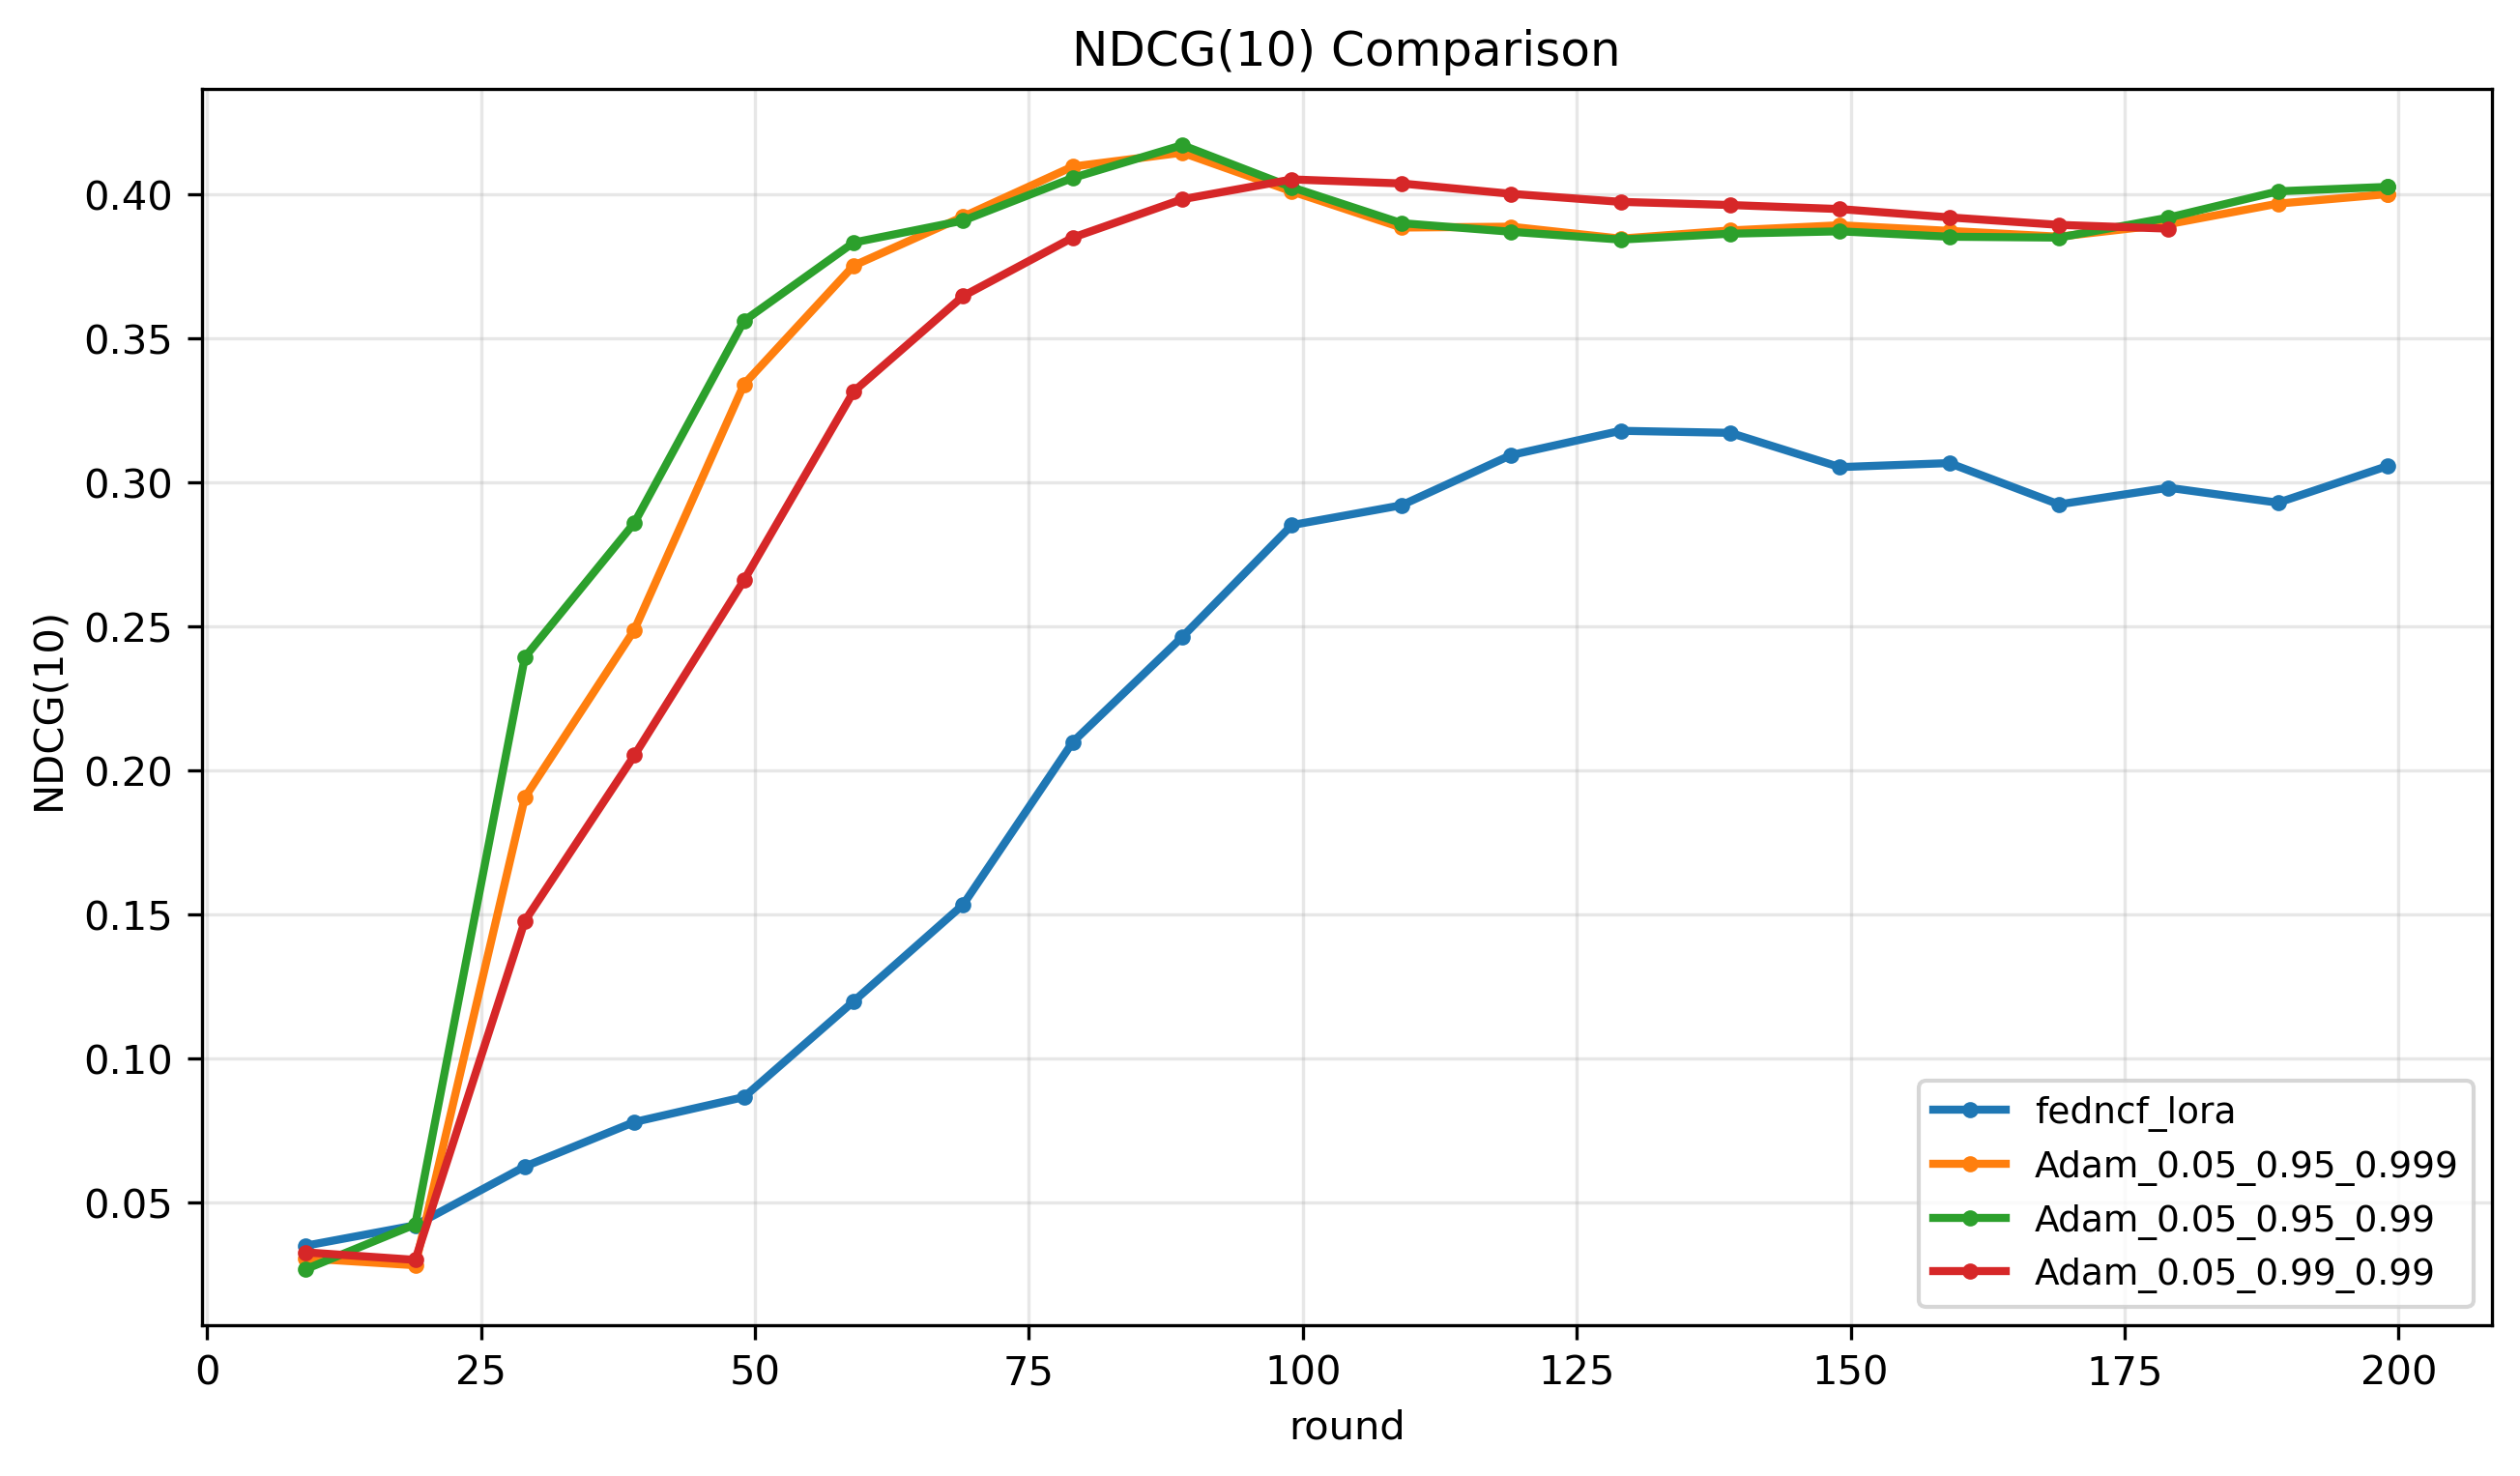 NDCG(10) Comparison
NDCG(10)
0.40
0.35
0.30
0.25
0.20
0.15
0.10
0.05
0 25 50 75 100 125 150 175 200
round
fedncf_lora
Adam_0.05_0.95_0.999
Adam_0.05_0.95_0.99
Adam_0.05_0.99_0.99